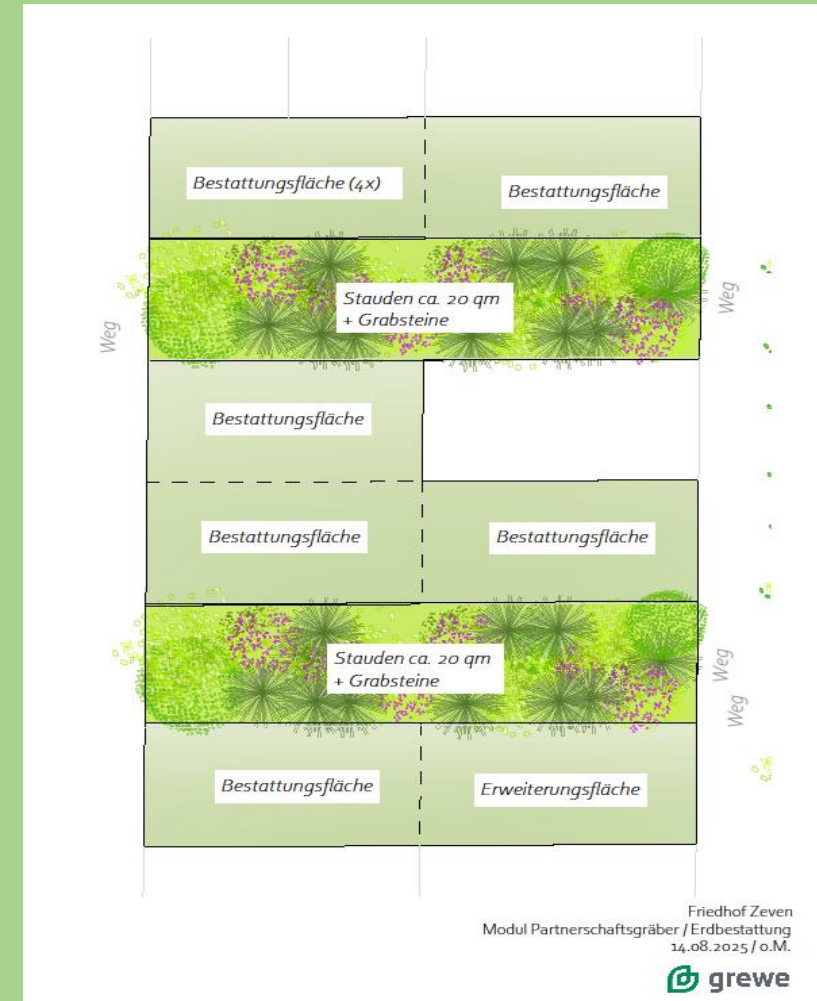 Bestattungsfläche (4x)
Bestattungsfläche
Stauden ca. 20 qm
+ Grabsteine
Weg
Weg
Bestattungsfläche
Bestattungsfläche
Bestattungsfläche
Stauden ca. 20 qm
+ Grabsteine
Weg
Weg
Bestattungsfläche
Erweiterungsfläche
Friedhof Zeven
Modul Partnerschaftsgräber / Erdbestattung
14.08.2025 / o.M.
grewe